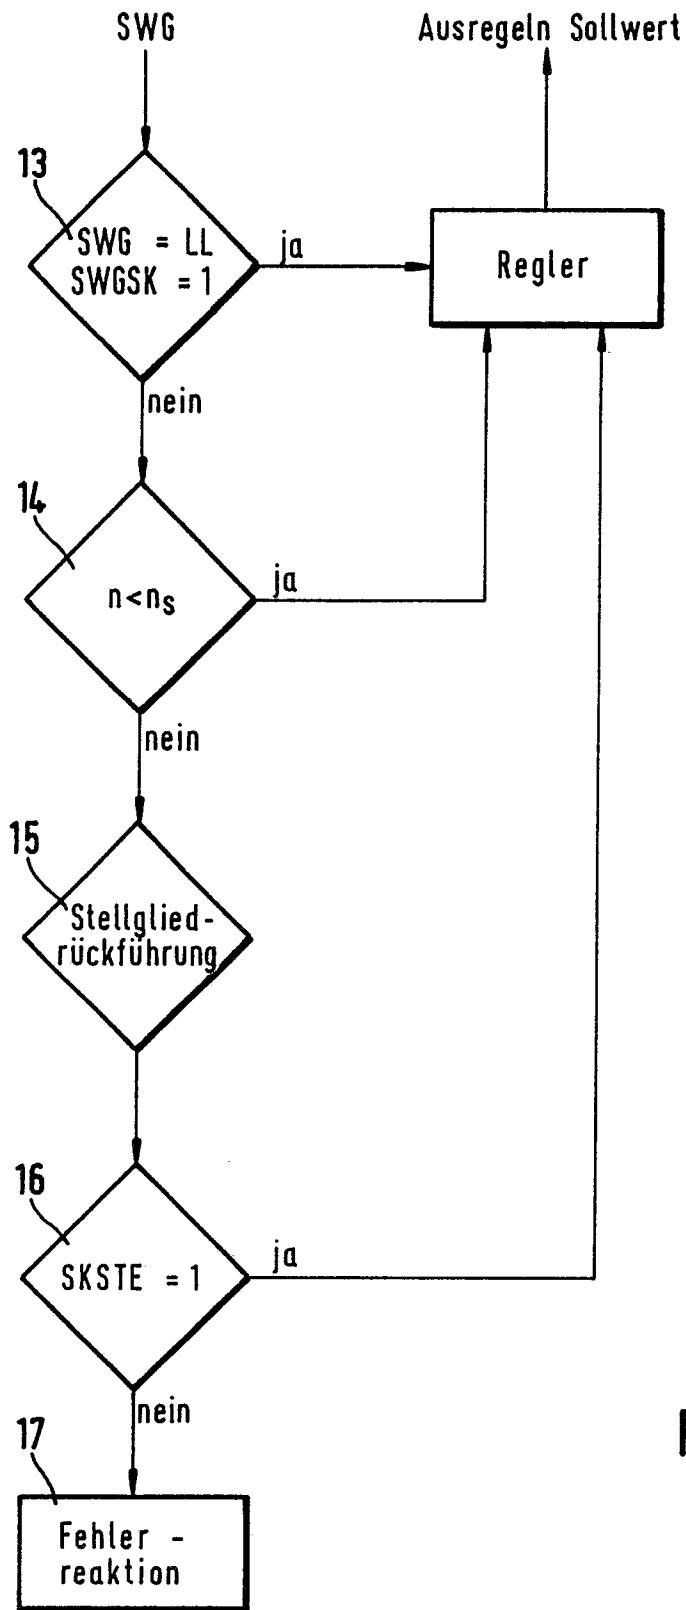 SWG
Ausregeln Sollwert
13
SWG = LL
SWGSK = 1
ja
Regler
nein
14
n<ns
ja
nein
15
Stellglied-
rückführung
16
SKSTE = 1
ja
nein
17
Fehler -
reaktion